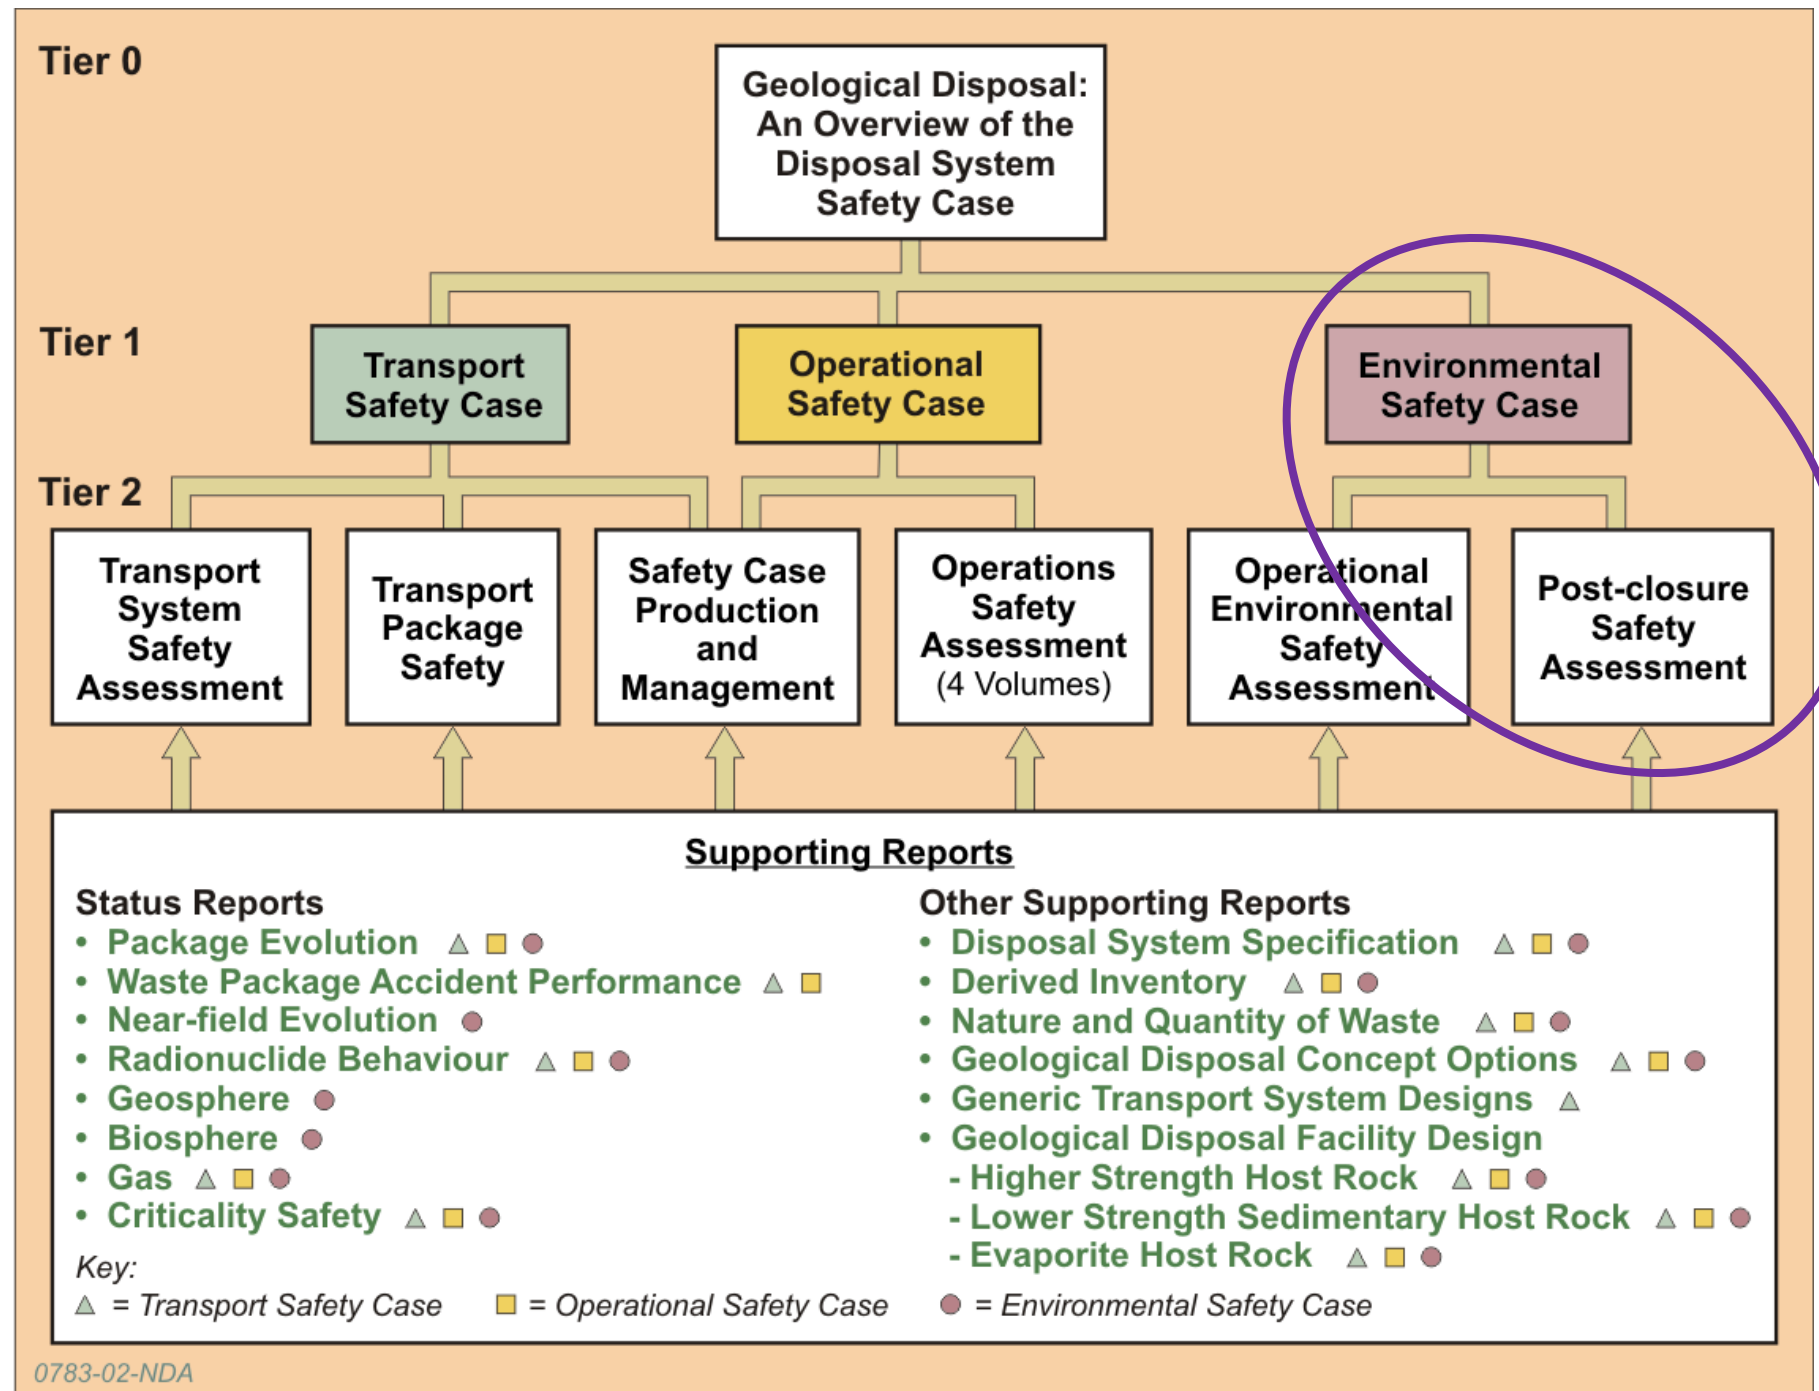 Tier 0
Geological Disposal:
An Overview of the
Disposal System
Safety Case
Tier 1
Transport
Safety Case
Operational
Safety Case
Environmental
Safety Case
Tier 2
Transport
System
Safety
Assessment
Transport
Package
Safety
Safety Case
Production
and
Management
Operations
Safety
Assessment
(4 Volumes)
Operational
Environmental
Safety
Assessment
Post-closure
Safety
Assessment
Supporting Reports
Status Reports
• Package Evolution
• Waste Package Accident Performance
• Near-field Evolution
• Radionuclide Behaviour
• Geosphere
• Biosphere
• Gas
• Criticality Safety
Other Supporting Reports
• Disposal System Specification
• Derived Inventory
• Nature and Quantity of Waste
• Geological Disposal Concept Options
• Generic Transport System Designs
• Geological Disposal Facility Design
- Higher Strength Host Rock
- Lower Strength Sedimentary Host Rock
- Evaporite Host Rock
Key:
= Transport Safety Case
= Operational Safety Case
= Environmental Safety Case
0783-02-NDA